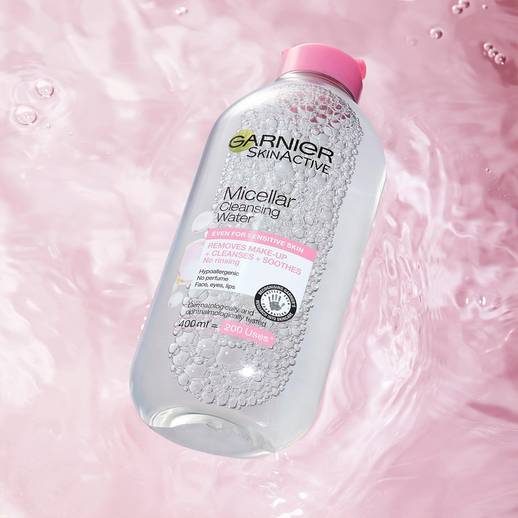 GARNIER
SKINACTIVE
Micellar
Cleansing
Water
EVEN FOR SENSITIVE SKIN
REMOVES MAKE-UP
+ CLEANSES + SOOTHES
No rinsing
Hypoallergenic
No perfume
Face, eyes, lips
Dermatologically and
ophthalmologically tested
400ml = 200 Uses*